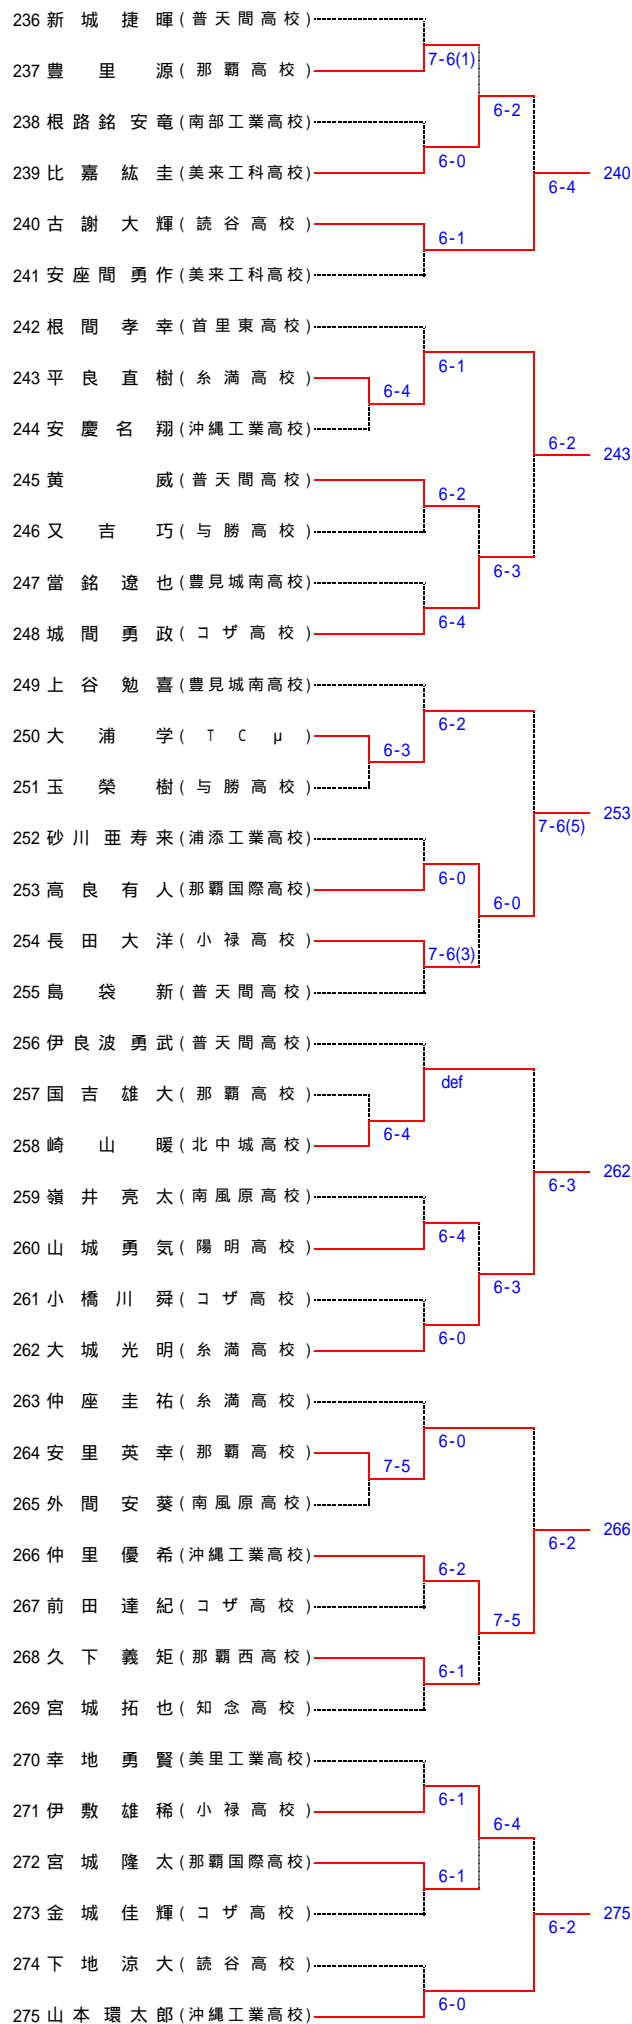 236 新城捷暉 (普天間高校)
7-6(1)
237 豊里源 (那覇高校)
6-2
238 根路銘安竜 (南部工業高校)
6-0
239 比嘉紘圭 (美来工科高校)
6-4 240
240 古謝大輝 (読谷高校)
6-1
241 安座間勇作 (美来工科高校)
242 根間孝幸 (首里東高校)
6-1
243 平良直樹 (糸満高校)
6-4
244 安慶名翔 (沖縄工業高校)
6-2 243
245 黄威 (普天間高校)
6-2
246 又吉巧 (与勝高校)
6-3
247 當銘遼也 (豊見城南高校)
6-4
248 城間勇政 (コザ高校)
249 上谷勉喜 (豊見城南高校)
6-2
250 大浦学 (TCμ)
6-3
251 玉榮樹 (与勝高校)
7-6(5) 253
252 砂川亜寿来 (浦添工業高校)
6-0
253 高良有人 (那覇国際高校)
6-0
254 長田大洋 (小禄高校)
7-6(3)
255 島袋新 (普天間高校)
256 伊良波勇武 (普天間高校)
def
257 国吉雄大 (那覇高校)
6-4
258 崎山暖 (北中城高校)
6-3 262
259 嶺井亮太 (南風原高校)
6-4
260 山城勇気 (陽明高校)
6-3
261 小橋川舜 (コザ高校)
6-0
262 大城光明 (糸満高校)
263 仲座圭祐 (糸満高校)
6-0
264 安里英幸 (那覇高校)
7-5
265 外間安葵 (南風原高校)
6-2 266
266 仲里優希 (沖縄工業高校)
6-2
267 前田達紀 (コザ高校)
7-5
268 久下義矩 (那覇西高校)
6-1
269 宮城拓也 (知念高校)
270 幸地勇賢 (美里工業高校)
6-1
271 伊敷雄稀 (小禄高校)
6-4
272 宮城隆太 (那覇国際高校)
6-1
273 金城佳輝 (コザ高校)
6-2 275
274 下地涼大 (読谷高校)
6-0
275 山本環太郎 (沖縄工業高校)